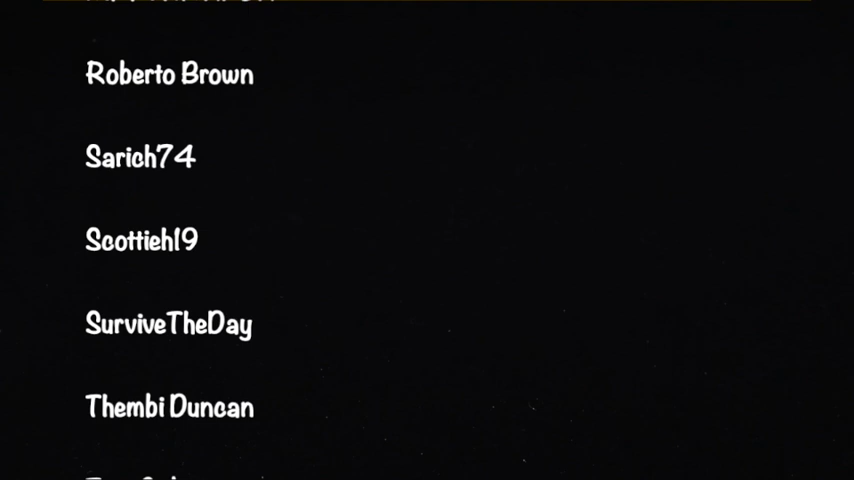 Roberto Brown
Sarich74
Scottieh19
SurviveTheDay
Thembi Duncan